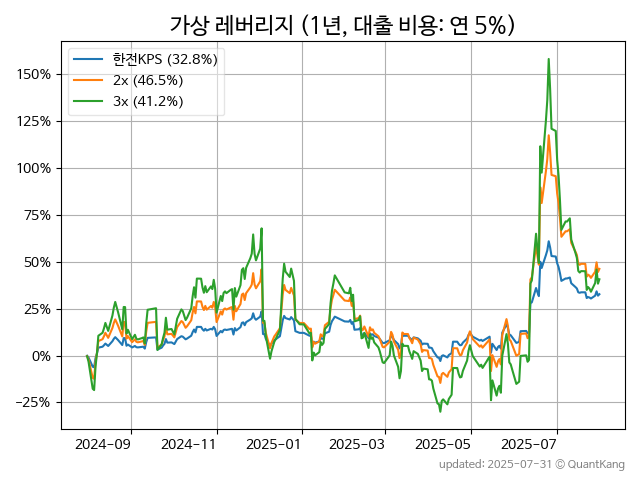 가상 레버리지 (1년, 대출 비용: 연 5%)
한전KPS (32.8%)
2x (46.5%)
3x (41.2%)
150%
125%
100%
75%
50%
25%
0%
−25%
2024-09
2024-11
2025-01
2025-03
2025-05
2025-07
updated: 2025-07-31 © QuantKang